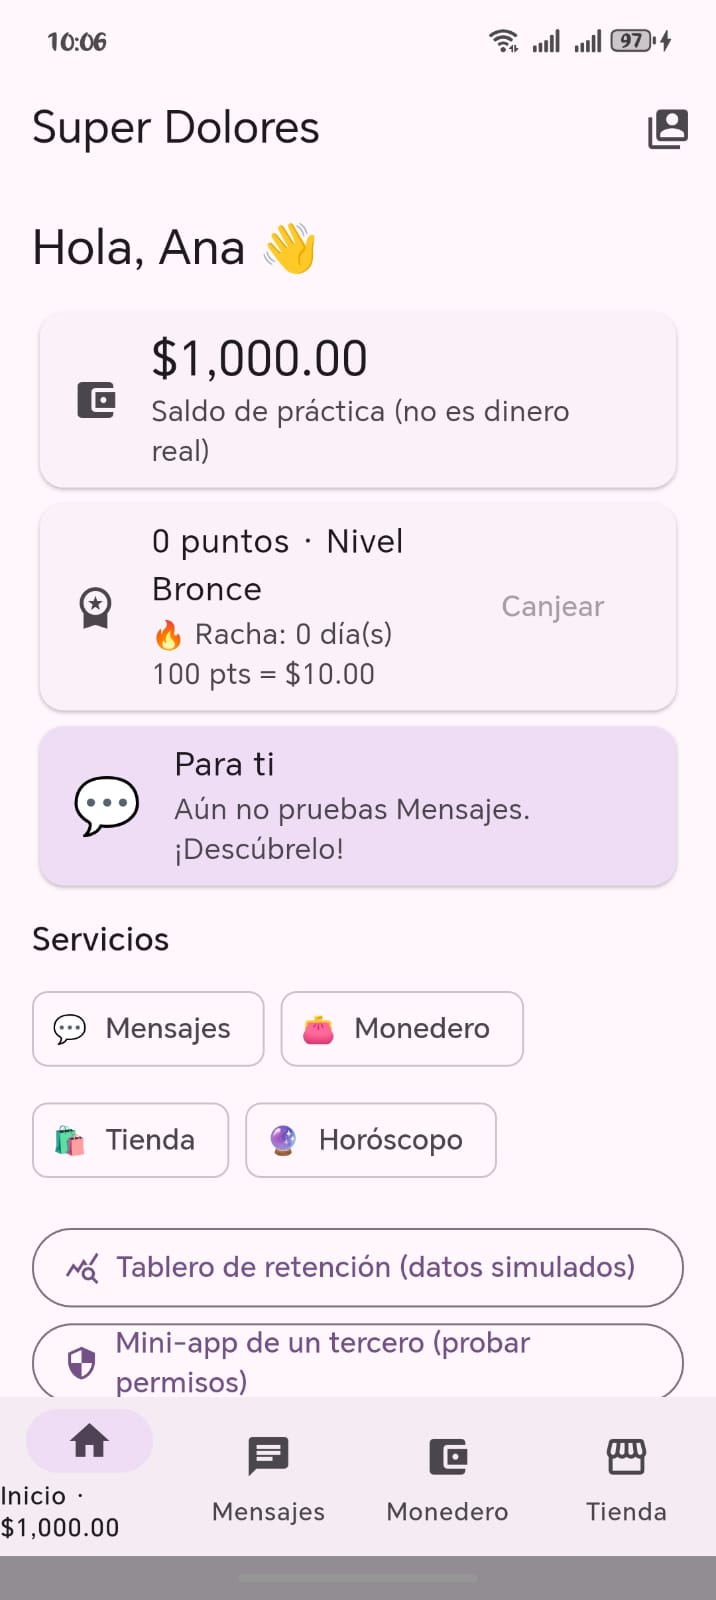 10:06
97
Super Dolores
Hola, Ana 👋
$1,000.00
Saldo de práctica (no es dinero
real)
0 puntos · Nivel
Bronce
🔥 Racha: 0 día(s)
100 pts = $10.00
Canjear
Para ti
Aún no pruebas Mensajes.
¡Descúbrelo!
Servicios
💬 Mensajes
👛 Monedero
🛍️ Tienda
🔮 Horóscopo
Tablero de retención (datos simulados)
Mini-app de un tercero (probar
permisos)
Inicio ·
$1,000.00
Mensajes
Monedero
Tienda